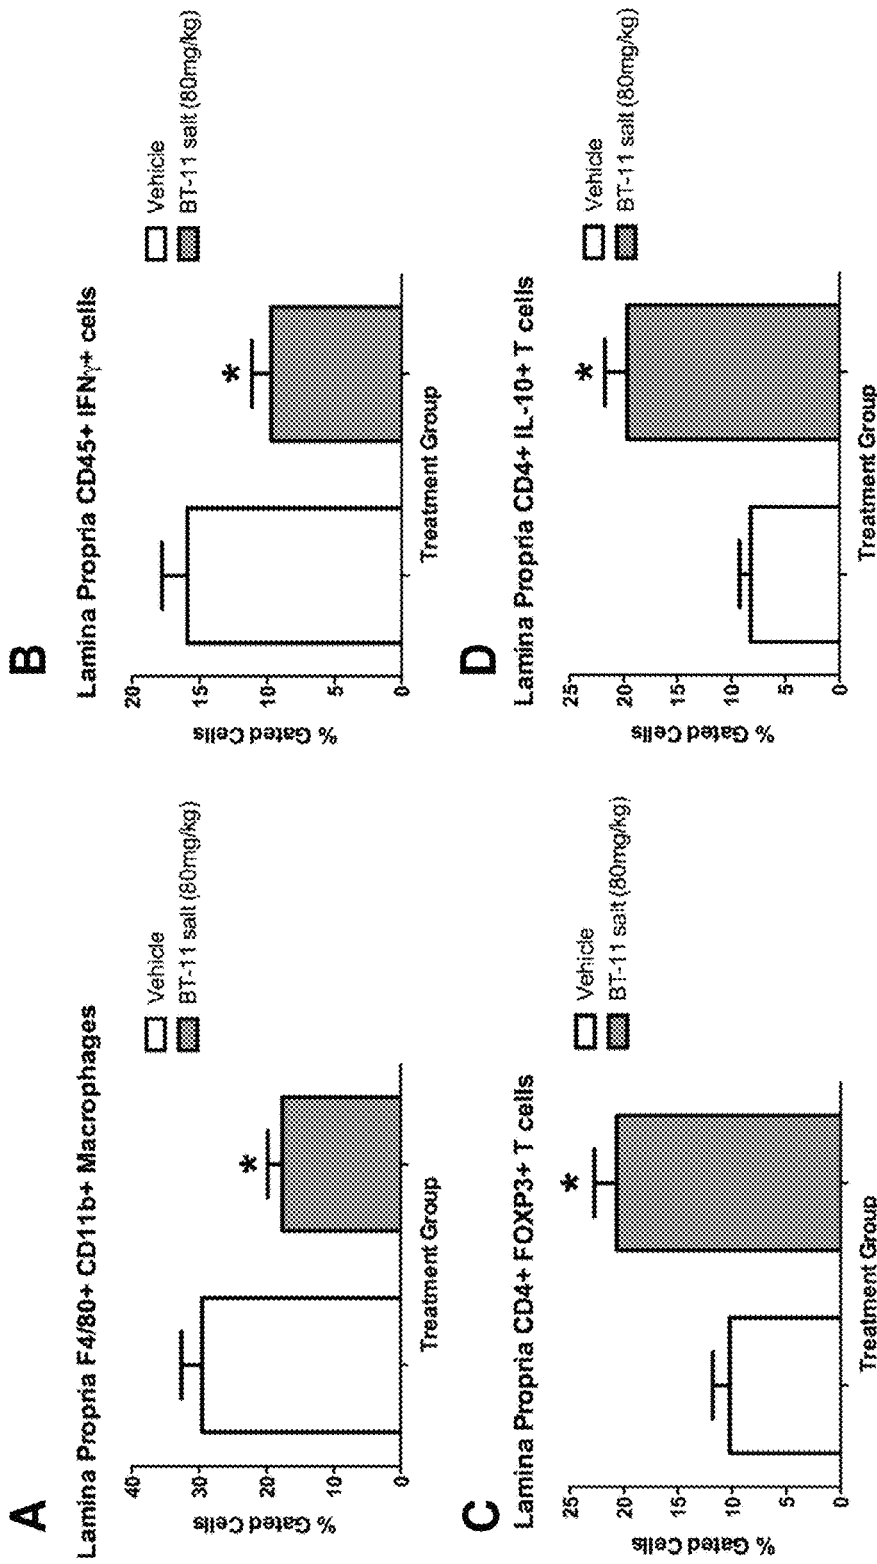 A
Lamina Propria F4/80+ CD11b+ Macrophages
% Gated Cells
40
30
20
10
0
*
Treatment Group
Vehicle
BT-11 salt (80mg/kg)
B
Lamina Propria CD45+ IFNγ+ cells
% Gated Cells
20
15
10
5
0
*
Treatment Group
Vehicle
BT-11 salt (80mg/kg)
C
Lamina Propria CD4+ FOXP3+ T cells
% Gated Cells
25
20
15
10
5
0
*
Treatment Group
Vehicle
BT-11 salt (80mg/kg)
D
Lamina Propria CD4+ IL-10+ T cells
% Gated Cells
25
20
15
10
5
0
*
Treatment Group
Vehicle
BT-11 salt (80mg/kg)